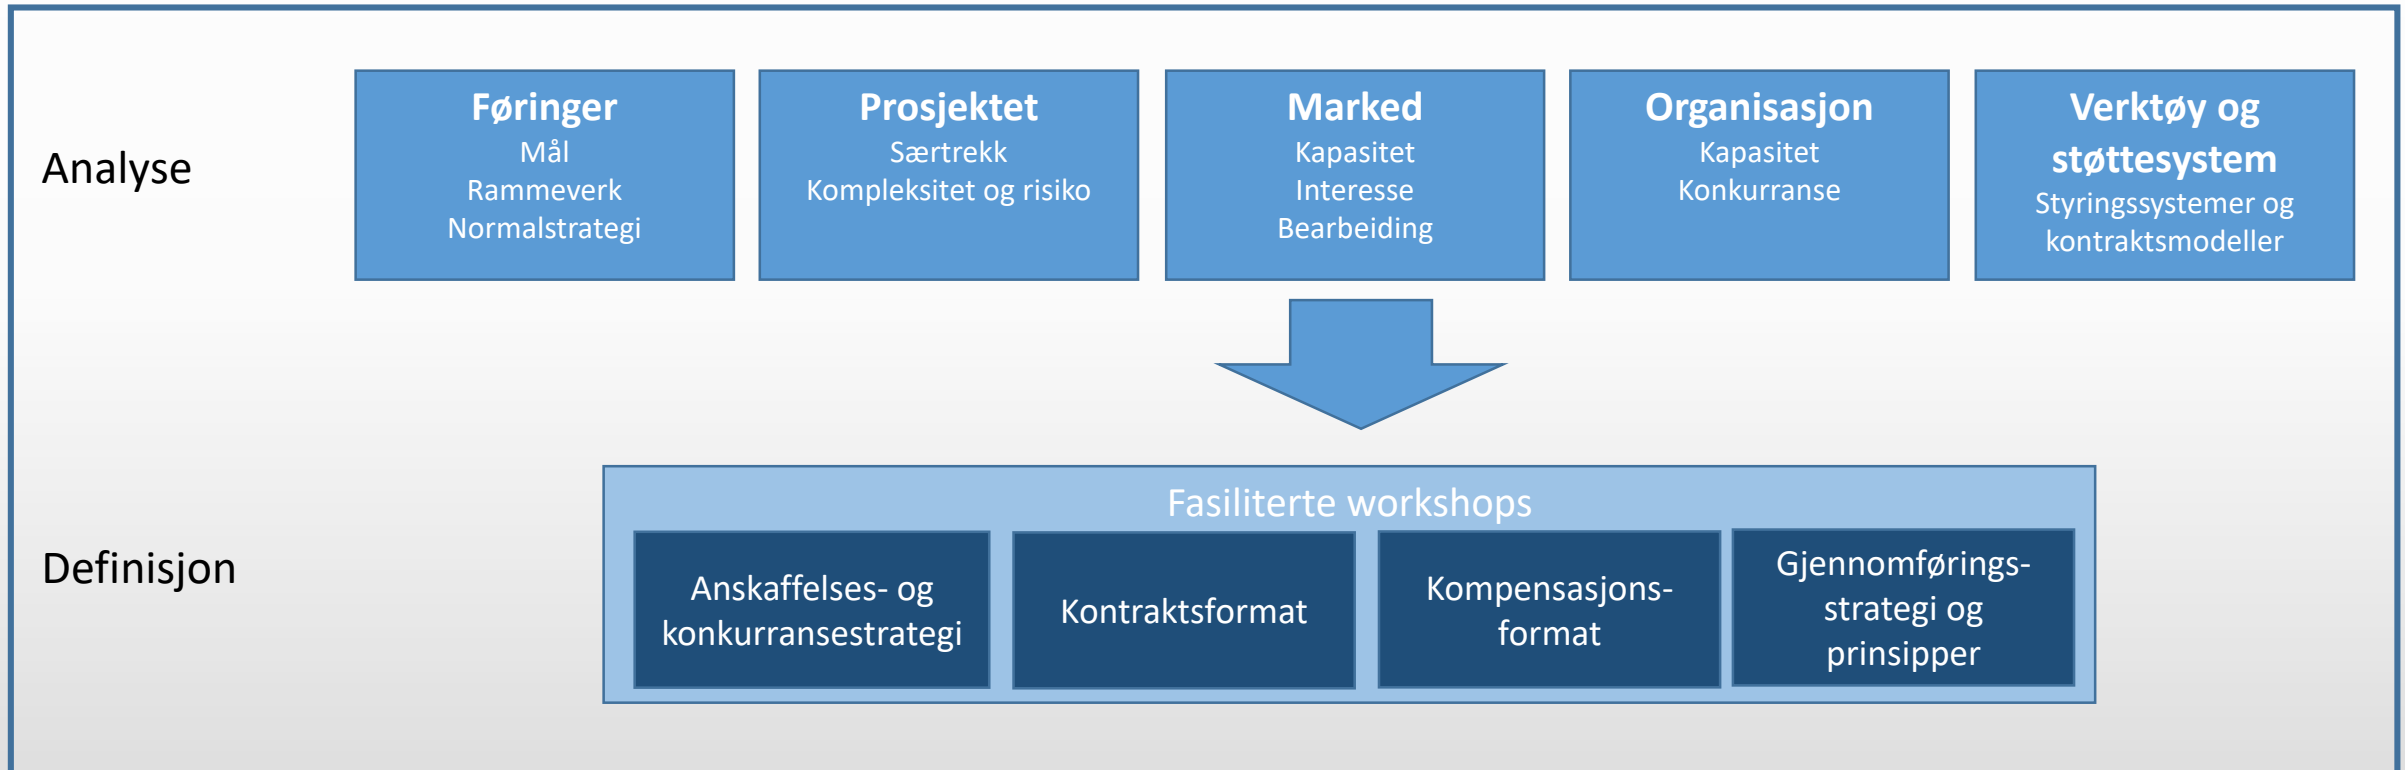 Analyse
Føringer
Mål
Rammeverk
Normalstrategi
Prosjektet
Særtrekk
Kompleksitet og risiko
Marked
Kapasitet
Interesse
Bearbeiding
Organisasjon
Kapasitet
Konkurranse
Verktøy og
støttesystem
Styringssystemer og
kontraktsmodeller
Definisjon
Fasiliterte workshops
Anskaffelses- og
konkurransestrategi
Kontraktsformat
Kompensasjons-
format
Gjennomførings-
strategi og
prinsipper